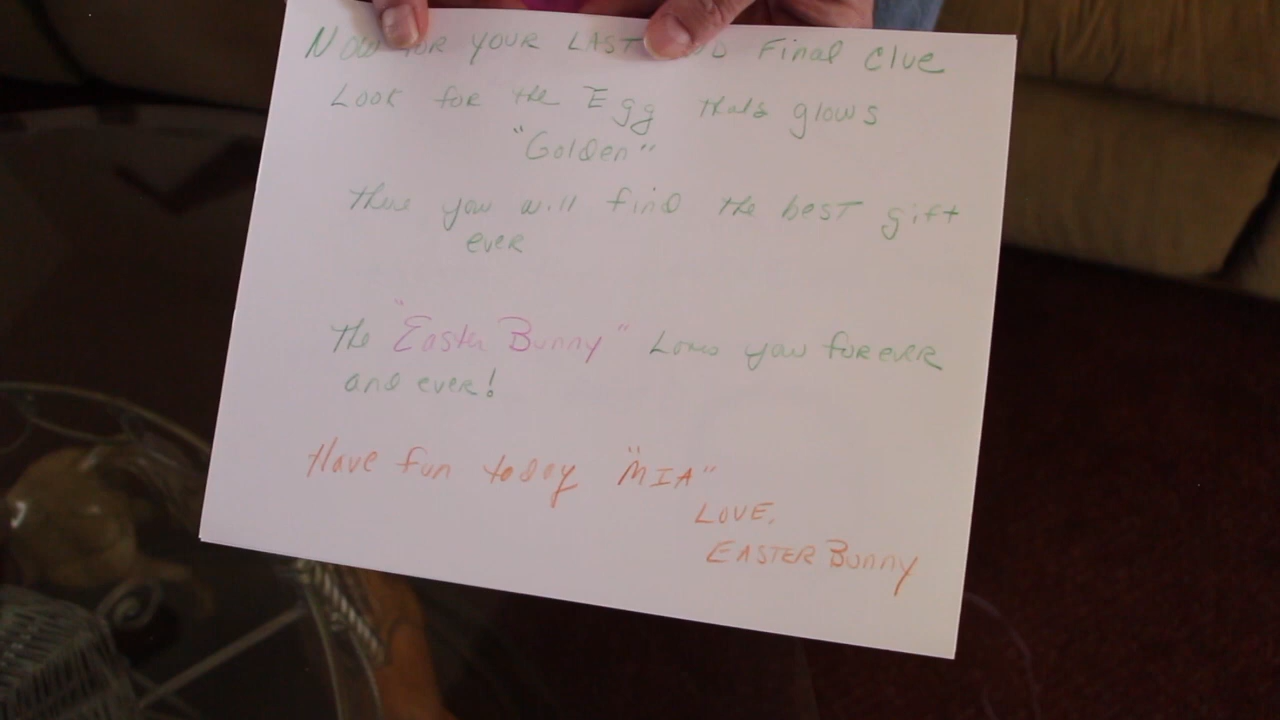 Now FOR YOUR LAST Final Clue
Look for the Egg thats glows
"Golden"
there you will find the best gift
ever
The "Easter Bunny" Loves you forever
and ever!
Have fun today "MIA"
LOVE,
EASTER Bunny